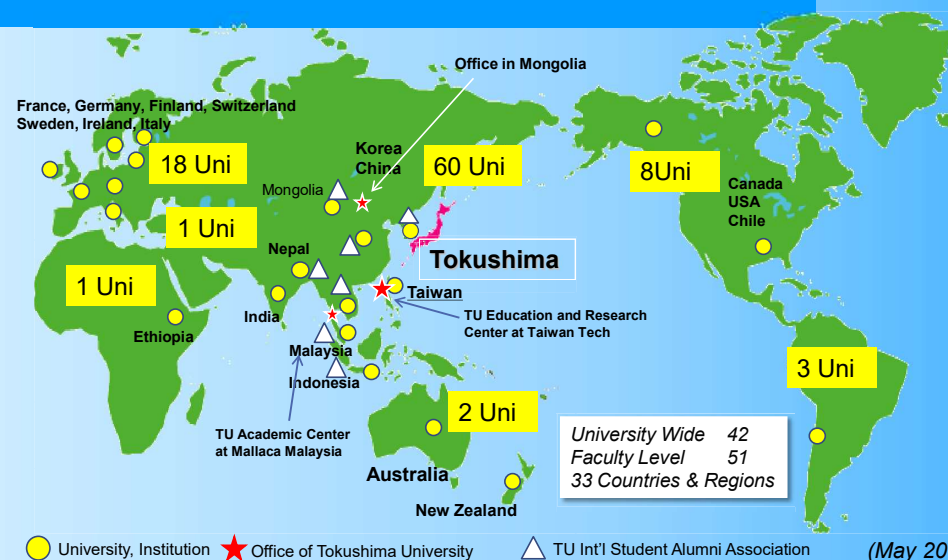 Office in Mongolia
France, Germany, Finland, Switzerland
Sweden, Ireland, Italy
18 Uni
Korea
China
60 Uni
8Uni
Canada
USA
Chile
Mongolia
1 Uni
Nepal
Tokushima
1 Uni
Taiwan
India
TU Education and Research
Center at Taiwan Tech
Ethiopia
Malaysia
Indonesia
3 Uni
2 Uni
TU Academic Center
at Mallaca Malaysia
University Wide 42
Faculty Level 51
33 Countries & Regions
Australia
New Zealand
University, Institution
Office of Tokushima University
TU Int'l Student Alumni Association
(May 20